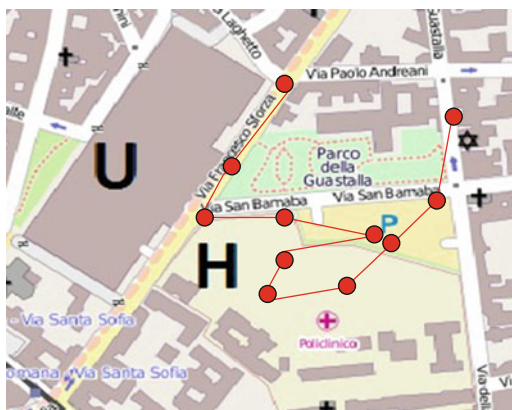 Laghetto
Guastalla
Via Paolo Andreani
Via Francesco Sforza
U
Parco
della
Guastalla
Via San Barnaba
Via San Barnaba
P
H
Via Santa Sofia
Policlinico
Via Santa Sofia
Via della